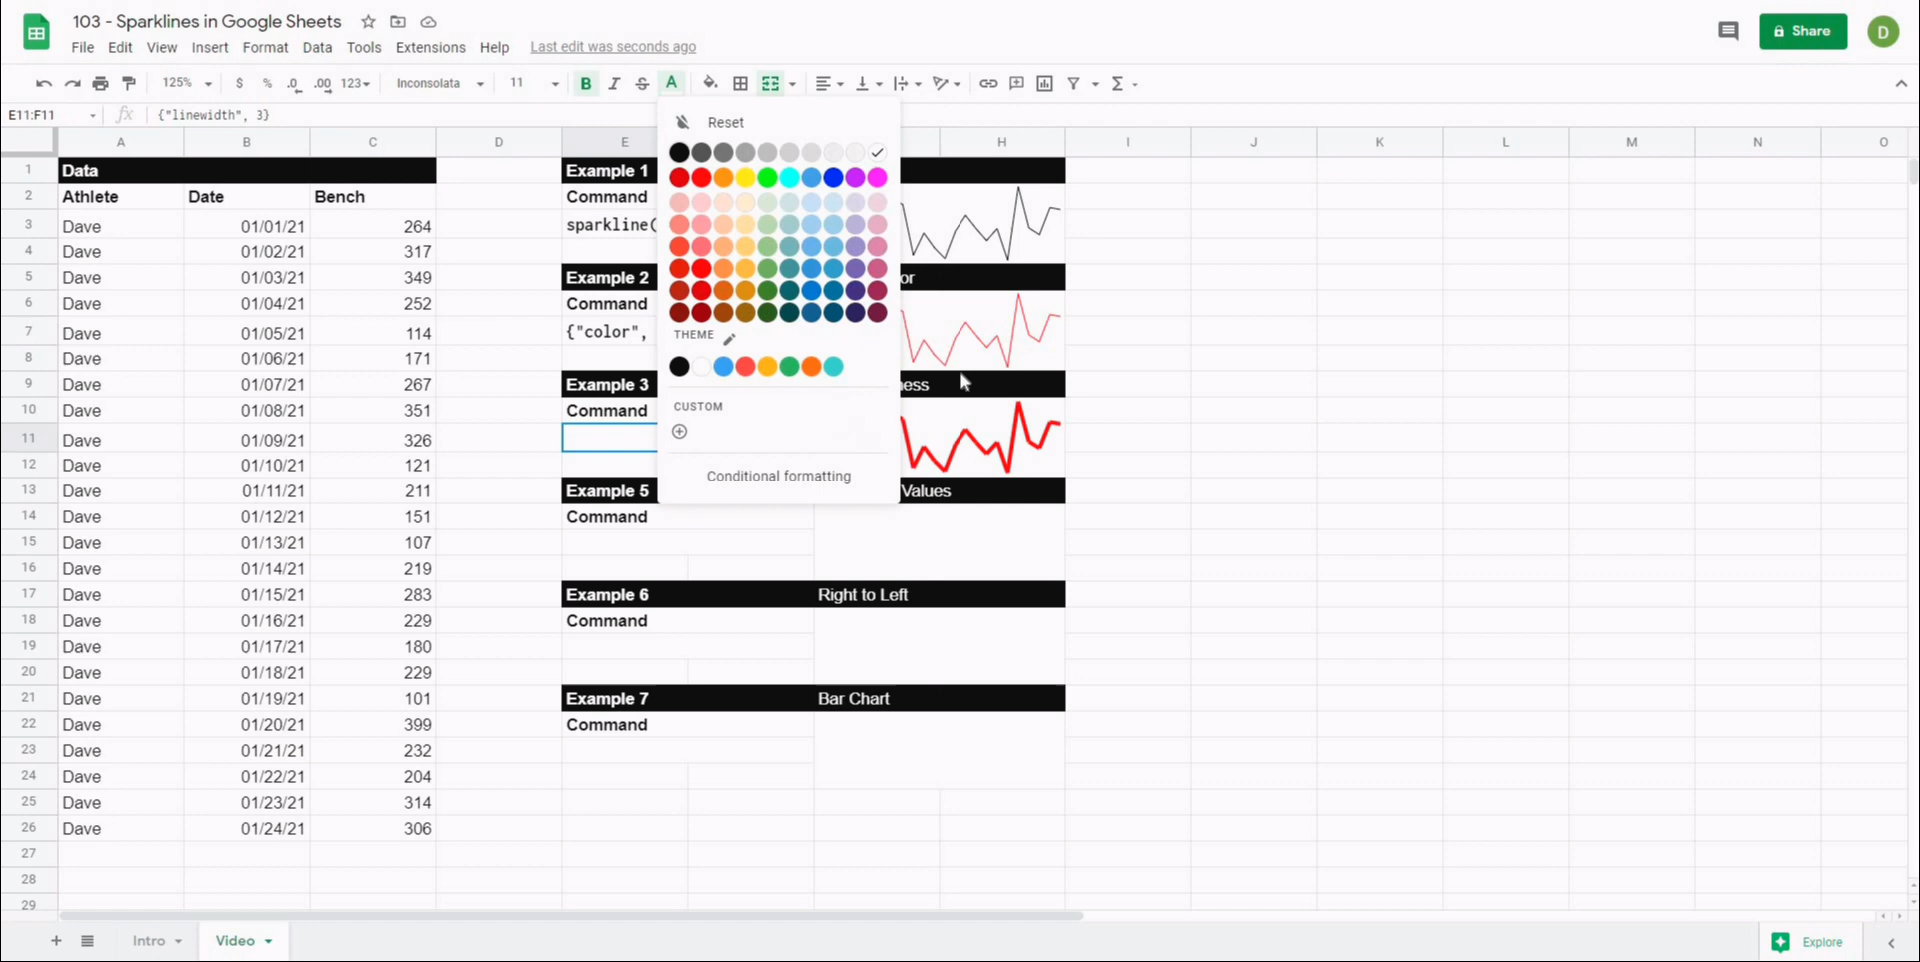 103 - Sparklines in Google Sheets
Share
D
File Edit View Insert Format Data Tools Extensions Help Last edit was seconds ago
125% $ % .0 .00 123 Inconsolata 11 B I S A
E11:F11 fx {"linewidth", 3}
Reset
A B C D E H I J K L M N O
1 Data Example 1
2 Athlete Date Bench Command
3 Dave 01/01/21 264 sparkline(
4 Dave 01/02/21 317
5 Dave 01/03/21 349 Example 2 or
6 Dave 01/04/21 252 Command
7 Dave 01/05/21 114 {"color",
THEME
8 Dave 01/06/21 171
9 Dave 01/07/21 267 Example 3 ness
CUSTOM
10 Dave 01/08/21 351 Command
11 Dave 01/09/21 326
12 Dave 01/10/21 121
Conditional formatting
13 Dave 01/11/21 211 Example 5 Values
14 Dave 01/12/21 151 Command
15 Dave 01/13/21 107
16 Dave 01/14/21 219
17 Dave 01/15/21 283 Example 6 Right to Left
18 Dave 01/16/21 229 Command
19 Dave 01/17/21 180
20 Dave 01/18/21 229
21 Dave 01/19/21 101 Example 7 Bar Chart
22 Dave 01/20/21 399 Command
23 Dave 01/21/21 232
24 Dave 01/22/21 204
25 Dave 01/23/21 314
26 Dave 01/24/21 306
27
28
29
Intro Video Explore